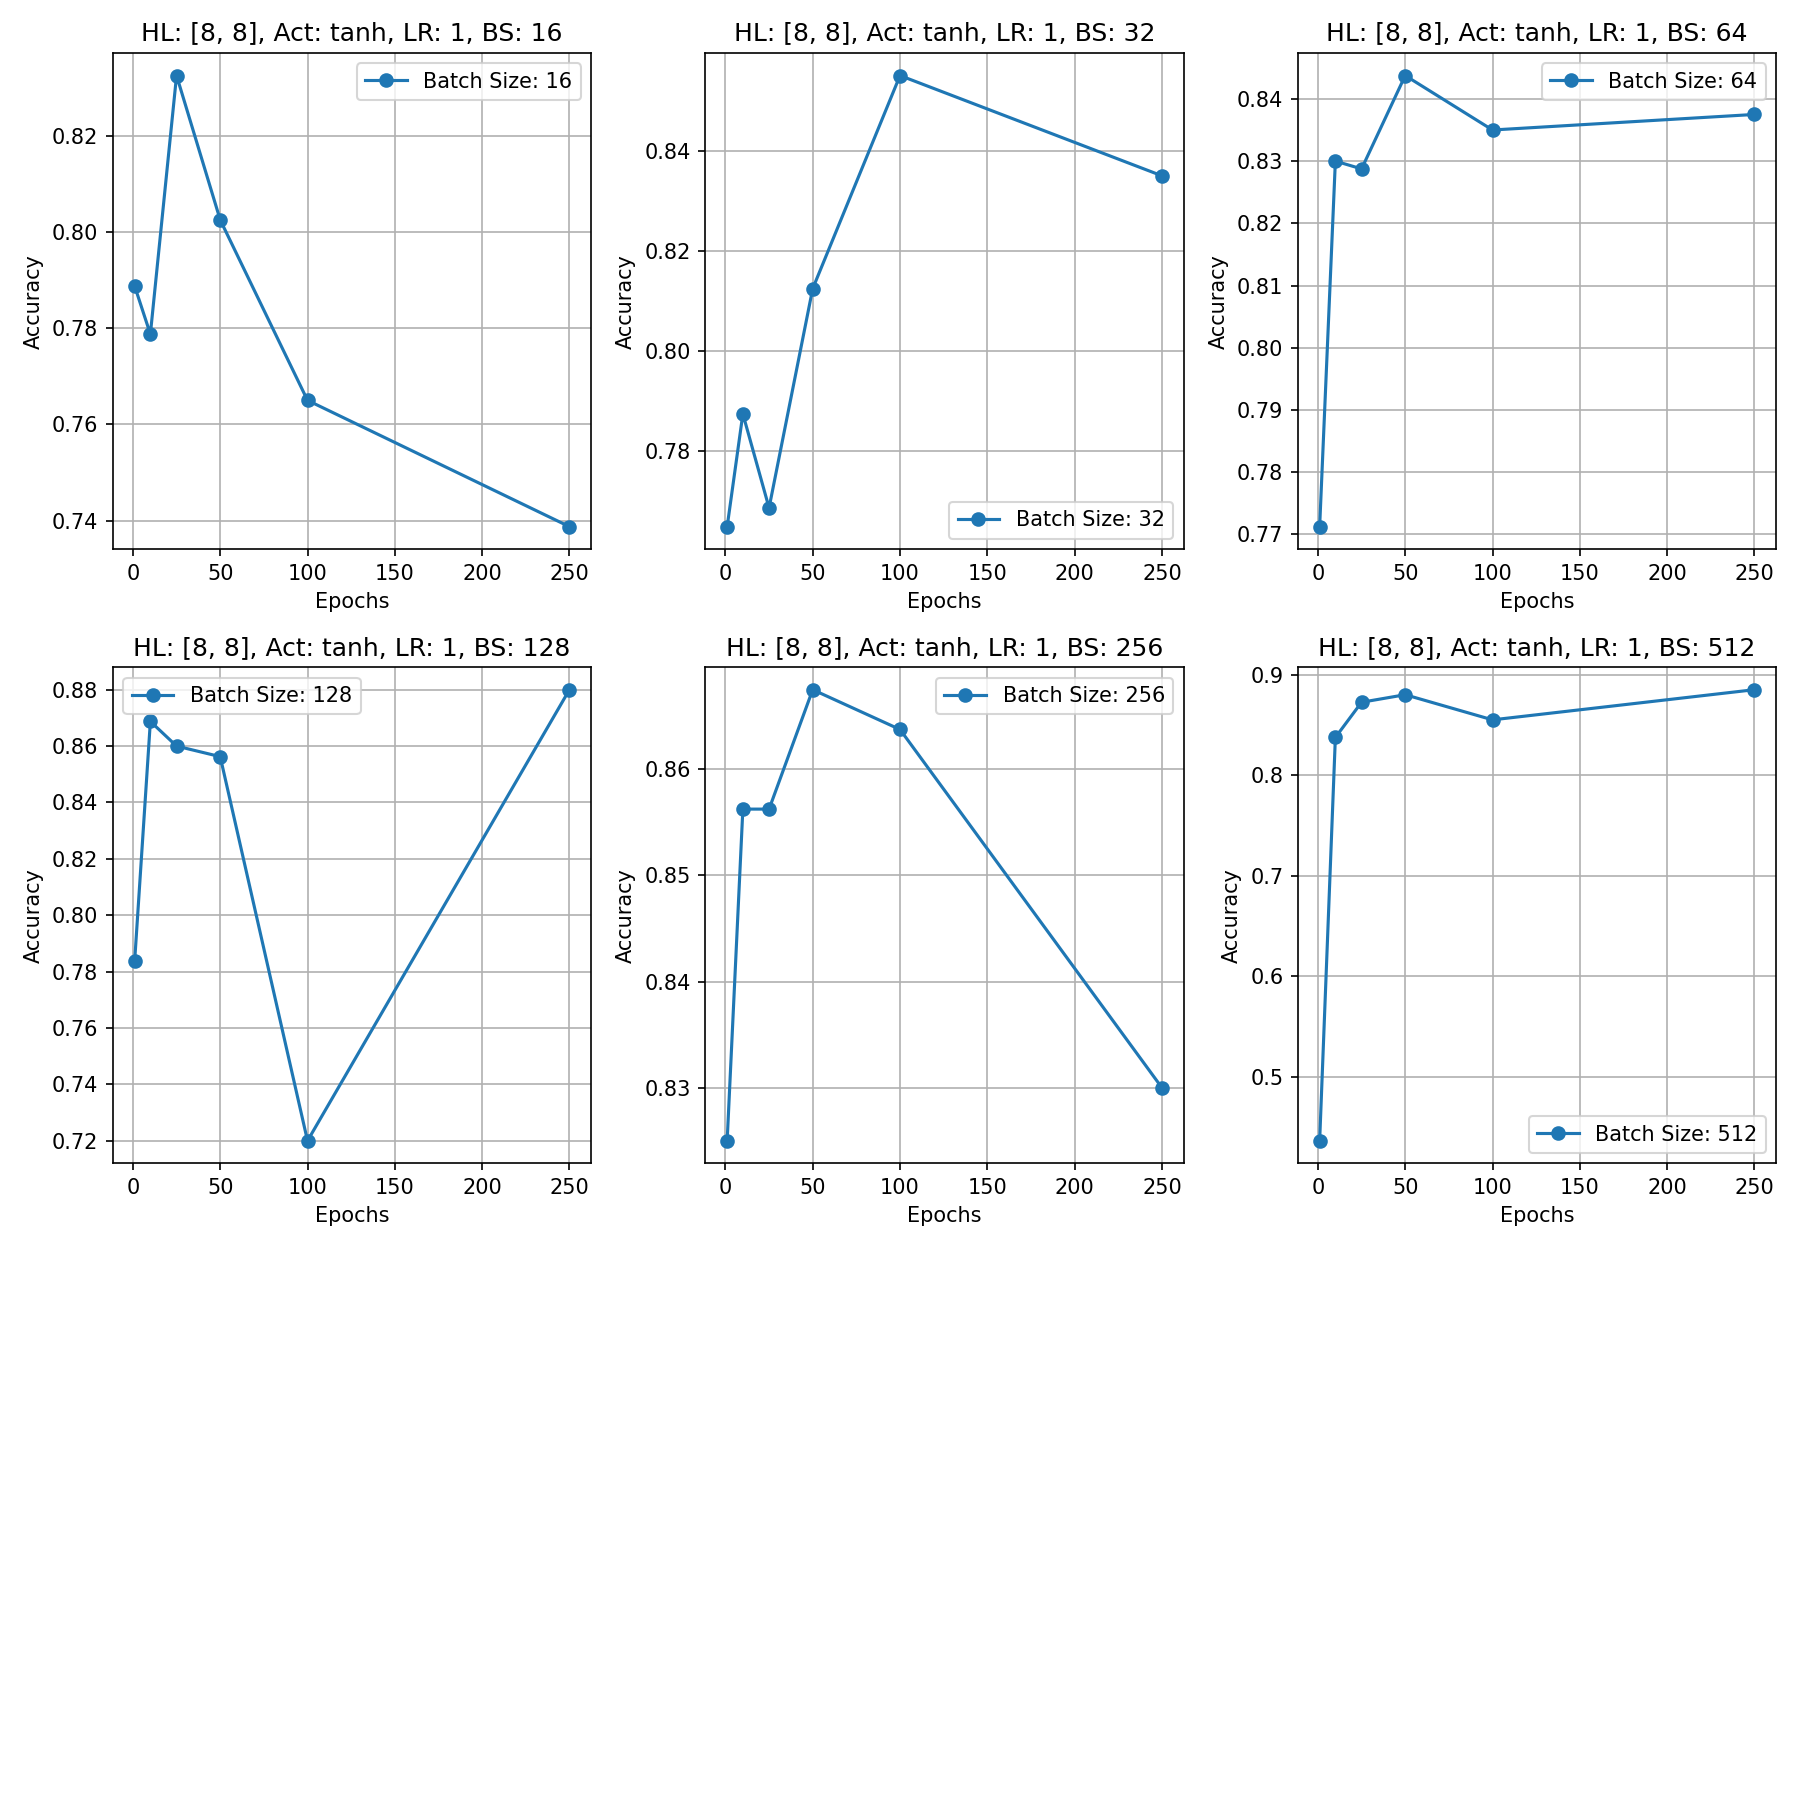 HL: [8, 8], Act: tanh, LR: 1, BS: 16
Batch Size: 16
Accuracy
0.82
0.80
0.78
0.76
0.74
0 50 100 150 200 250
Epochs
HL: [8, 8], Act: tanh, LR: 1, BS: 32
Accuracy
0.84
0.82
0.80
0.78
Batch Size: 32
0 50 100 150 200 250
Epochs
HL: [8, 8], Act: tanh, LR: 1, BS: 64
Batch Size: 64
Accuracy
0.84
0.83
0.82
0.81
0.80
0.79
0.78
0.77
0 50 100 150 200 250
Epochs
HL: [8, 8], Act: tanh, LR: 1, BS: 128
Batch Size: 128
Accuracy
0.88
0.86
0.84
0.82
0.80
0.78
0.76
0.74
0.72
0 50 100 150 200 250
Epochs
HL: [8, 8], Act: tanh, LR: 1, BS: 256
Batch Size: 256
Accuracy
0.86
0.85
0.84
0.83
0 50 100 150 200 250
Epochs
HL: [8, 8], Act: tanh, LR: 1, BS: 512
Accuracy
0.9
0.8
0.7
0.6
0.5
Batch Size: 512
0 50 100 150 200 250
Epochs